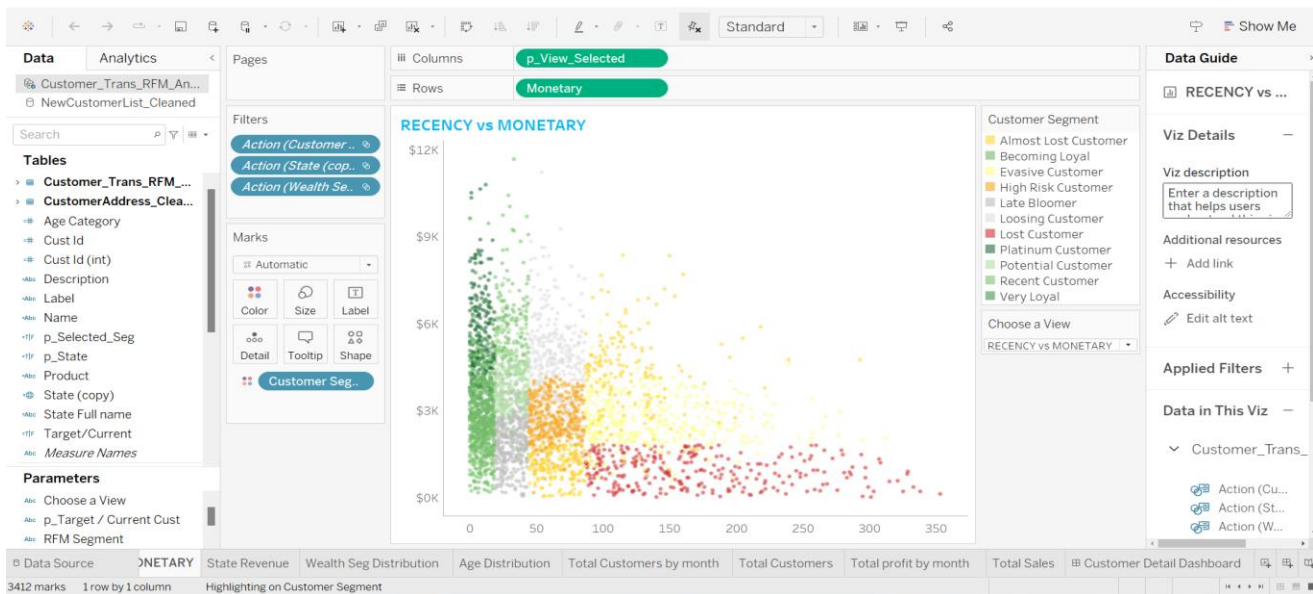 Standard
Show Me
Data
Analytics
Customer_Trans_RFM_An...
NewCustomerList_Cleaned
Search
Tables
Customer_Trans_RFM_...
CustomerAddress_Clea...
Age Category
Cust Id
Cust Id (int)
Abc Description
Abc Label
Abc Name
p_Selected_Seg
p_State
Abc Product
State (copy)
Abc State Full name
Target/Current
Abc Measure Names
Parameters
Abc Choose a View
Abc p_Target / Current Cust
Abc RFM Segment
Pages
Filters
Action (Customer ..
Action (State (cop..
Action (Wealth Se..
Marks
Automatic
Color
Size
Label
Detail
Tooltip
Shape
Customer Seg..
Columns
p_View_Selected
Rows
Monetary
RECENCY vs MONETARY
$12K
$9K
$6K
$3K
$0K
0 50 100 150 200 250 300 350
Customer Segment
Almost Lost Customer
Becoming Loyal
Evasive Customer
High Risk Customer
Late Bloomer
Loosing Customer
Lost Customer
Platinum Customer
Potential Customer
Recent Customer
Very Loyal
Choose a View
RECENCY vs MONETARY
Data Guide
RECENCY vs ...
Viz Details
Viz description
Enter a description
that helps users
Additional resources
Add link
Accessibility
Edit alt text
Applied Filters
Data in This Viz
Customer_Trans_
Action (Cu...
Action (St...
Action (W...
Data Source
ONETARY
State Revenue
Wealth Seg Distribution
Age Distribution
Total Customers by month
Total Customers
Total profit by month
Total Sales
Customer Detail Dashboard
3412 marks 1 row by 1 column Highlighting on Customer Segment